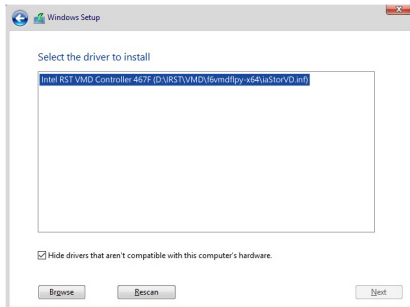 Windows Setup
Select the driver to install
Intel RST VMD Controller 467F (D:\IRST\VMD\f6vmdflpy-x64\iaStorVD.inf)
Hide drivers that aren't compatible with this computer's hardware.
Browse
Rescan
Next